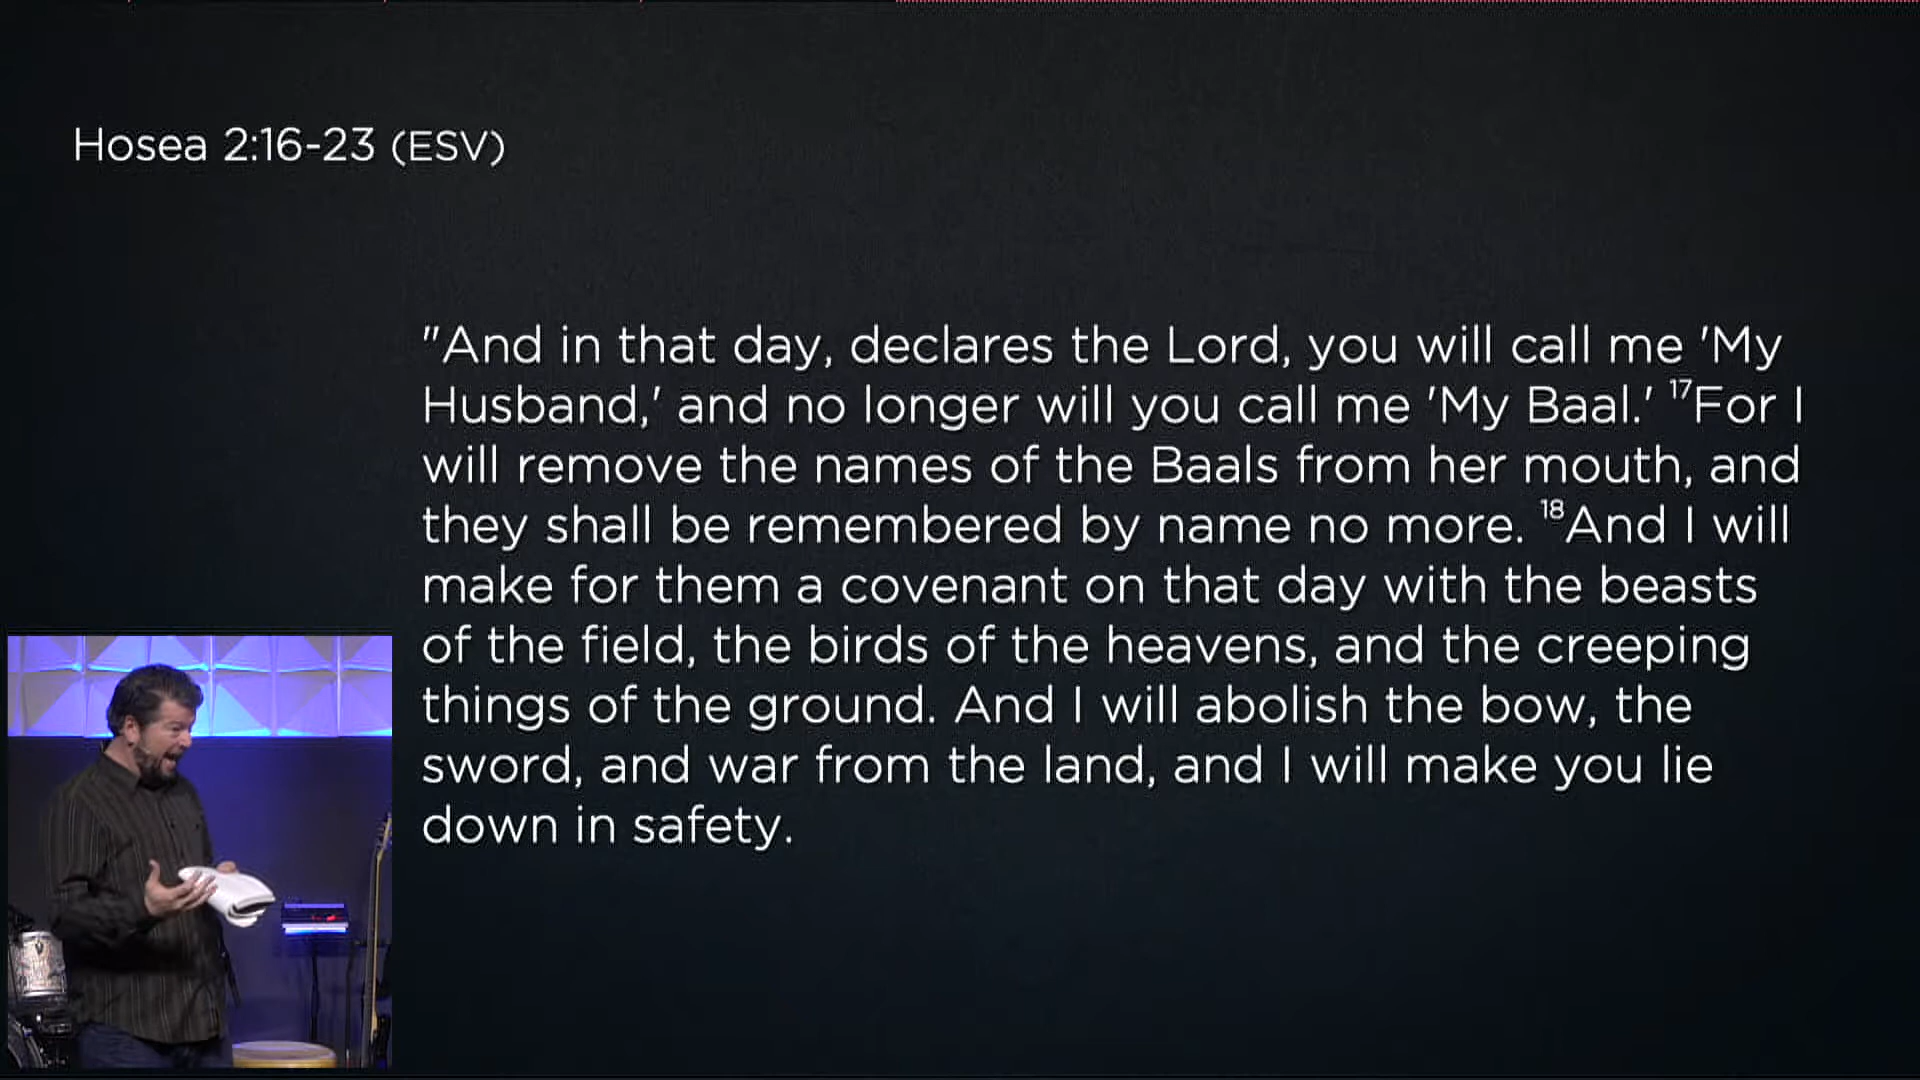 Hosea 2:16-23 (ESV)
"And in that day, declares the Lord, you will call me 'My
Husband,' and no longer will you call me 'My Baal.' 17For I
will remove the names of the Baals from her mouth, and
they shall be remembered by name no more. 18And I will
make for them a covenant on that day with the beasts
of the field, the birds of the heavens, and the creeping
things of the ground. And I will abolish the bow, the
sword, and war from the land, and I will make you lie
down in safety.